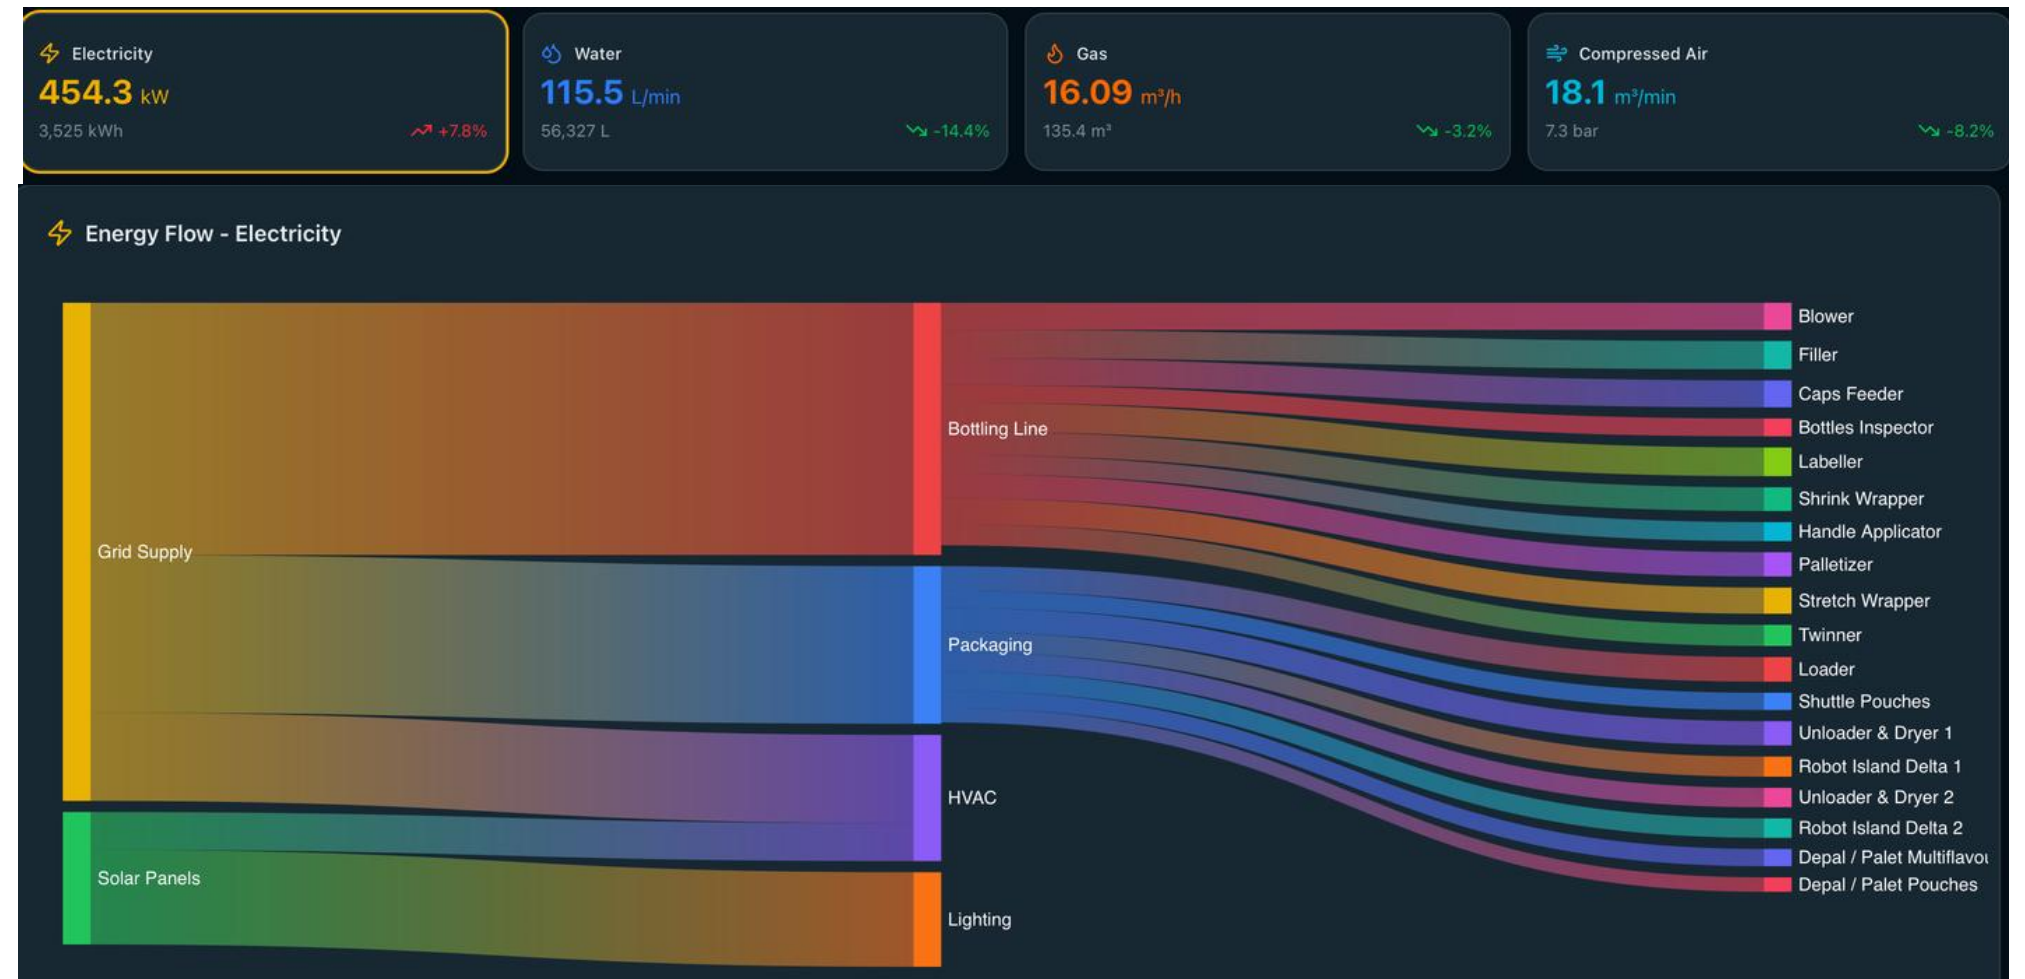 Electricity
454.3 kW
3,525 kWh
+7.8%
Water
115.5 L/min
56,327 L
-14.4%
Gas
16.09 m³/h
135.4 m³
-3.2%
Compressed Air
18.1 m³/min
7.3 bar
-8.2%
Energy Flow - Electricity
Grid Supply
Solar Panels
Bottling Line
Packaging
HVAC
Lighting
Blower
Filler
Caps Feeder
Bottles Inspector
Labeller
Shrink Wrapper
Handle Applicator
Palletizer
Stretch Wrapper
Twinner
Loader
Shuttle Pouches
Unloader & Dryer 1
Robot Island Delta 1
Unloader & Dryer 2
Robot Island Delta 2
Depal / Palet
Depal / Palet Pouches